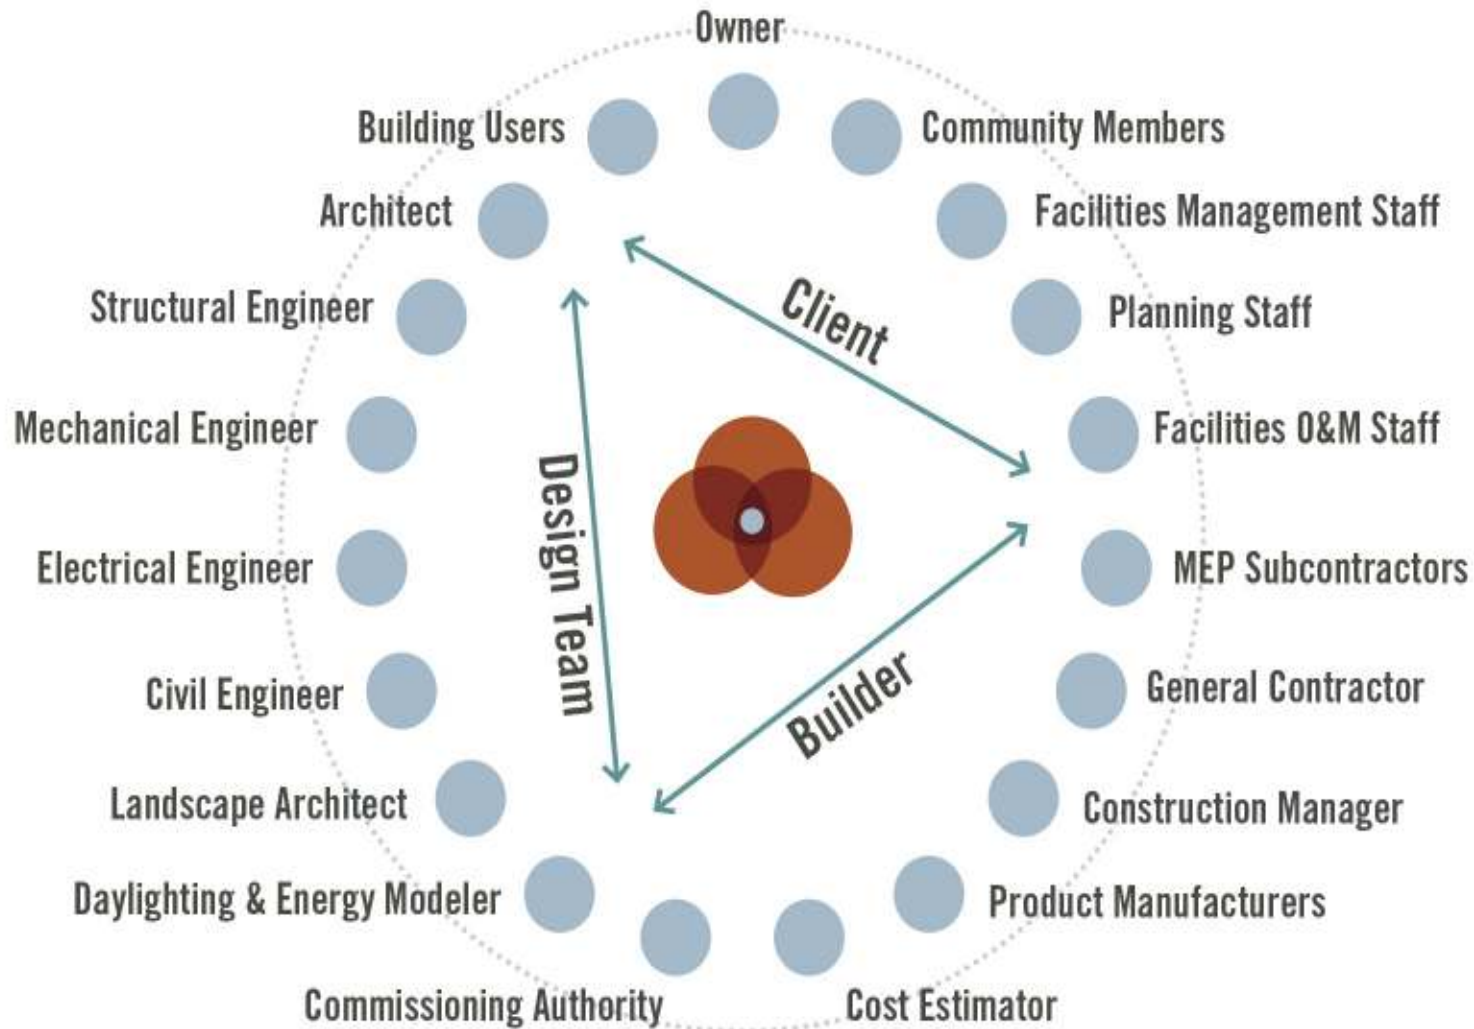 Owner
Building Users
Community Members
Architect
Facilities Management Staff
Structural Engineer
Planning Staff
Client
Mechanical Engineer
Facilities O&M Staff
Design Team
Electrical Engineer
MEP Subcontractors
Civil Engineer
General Contractor
Builder
Landscape Architect
Construction Manager
Daylighting & Energy Modeler
Product Manufacturers
Commissioning Authority
Cost Estimator